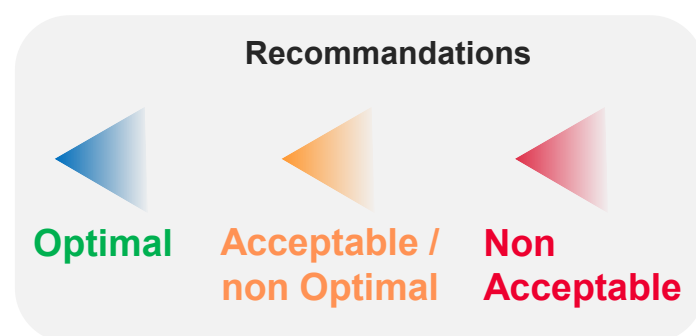 Recommandations
Optimal
Acceptable /
non Optimal
Non
Acceptable